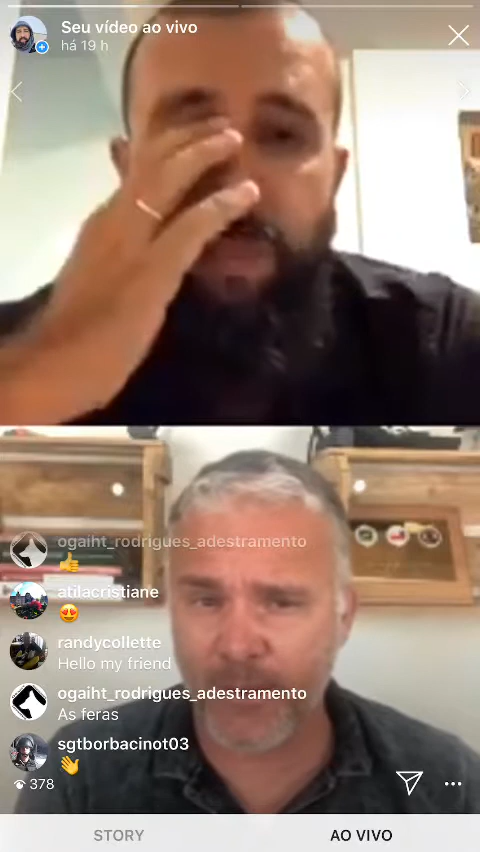 Seu vídeo ao vivo
há 19 h
ogaiht_rodrigues_adestramento
👍
atilacristiane
😍
randycollette
Hello my friend
ogaiht_rodrigues_adestramento
As feras
sgtborbacinot03
👋
378
STORY
AO VIVO